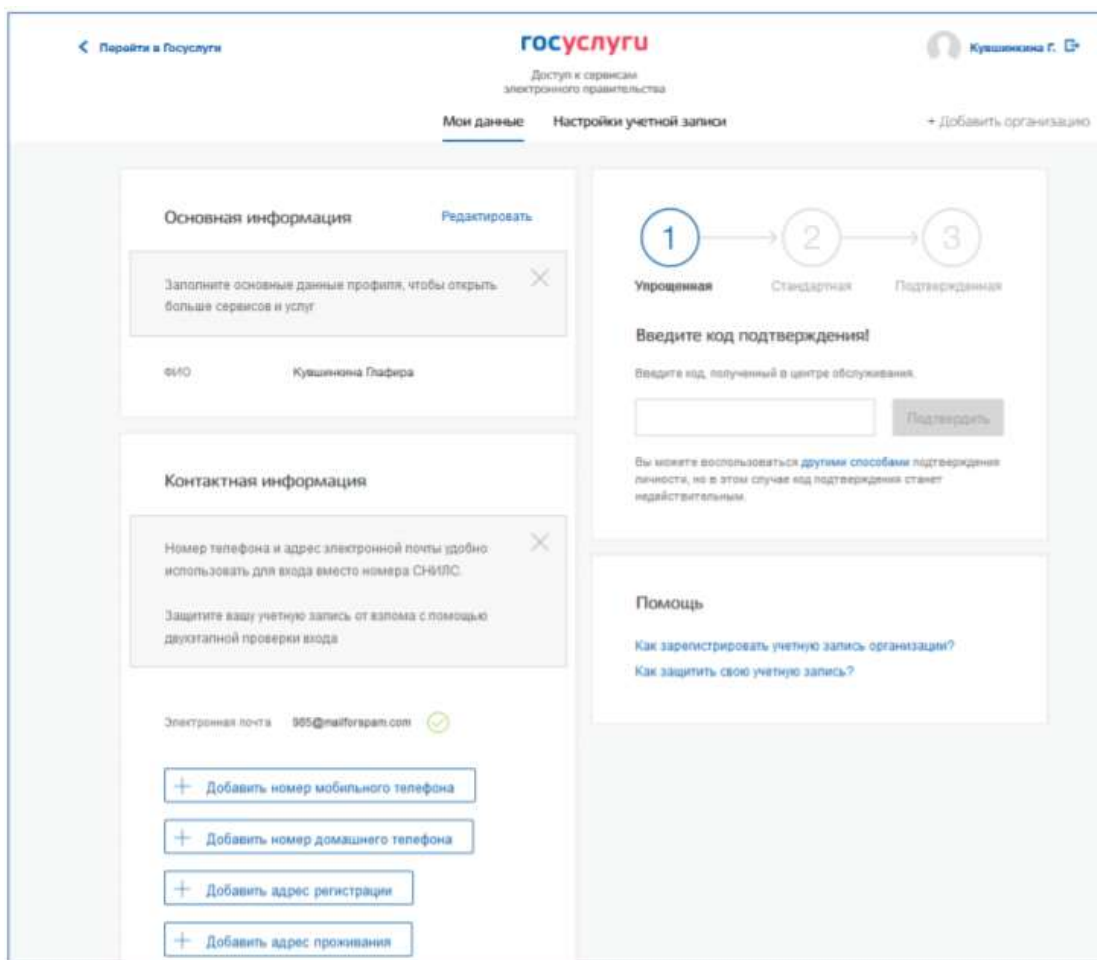 Перейти в Госуслуги
госуслуги
Кувшинкина Г.
Доступ к сервисам
электронного правительства
Мои данные
Настройки учетной записи
+ Добавить организацию
Основная информация
Редактировать
Заполните основные данные профиля, чтобы открыть
больше сервисов и услуг
ФИО
Кувшинкина Глафира
Контактная информация
Номер телефона и адрес электронной почты удобно
использовать для входа вместо номера СНИЛС.
Защитите вашу учетную запись от взлома с помощью
двухэтапной проверки входа
Электронная почта
985@mailforspam.com
+ Добавить номер мобильного телефона
+ Добавить номер домашнего телефона
+ Добавить адрес регистрации
+ Добавить адрес проживания
1
2
3
Упрощенная
Стандартная
Подтвержденная
Введите код подтверждения!
Введите код, полученный в центре обслуживания.
Подтвердить
Вы можете воспользоваться другими способами подтверждения
личности, но в этом случае код подтверждения станет
недействительным.
Помощь
Как зарегистрировать учетную запись организации?
Как защитить свою учетную запись?